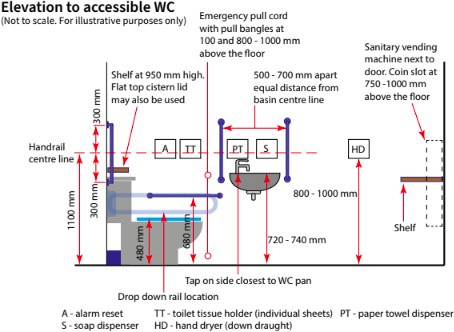 Elevation to accessible WC
(Not to scale. For illustrative purposes only)
Emergency pull cord
with pull bangles at
100 and 800 - 1000 mm
above the floor
Sanitary vending
machine next to
door. Coin slot at
750 -1000 mm
above the floor
Shelf at 950 mm high.
Flat top cistern lid
may also be used
500 - 700 mm apart
equal distance from
basin centre line
300 mm
Handrail
centre line
A
TT
PT
S
HD
300 mm
1100 mm
800 - 1000 mm
480 mm
680 mm
720 - 740 mm
Shelf
Tap on side closest to WC pan
Drop down rail location
A - alarm reset
TT - toilet tissue holder (individual sheets)
PT - paper towel dispenser
S - soap dispenser
HD - hand dryer (down draught)